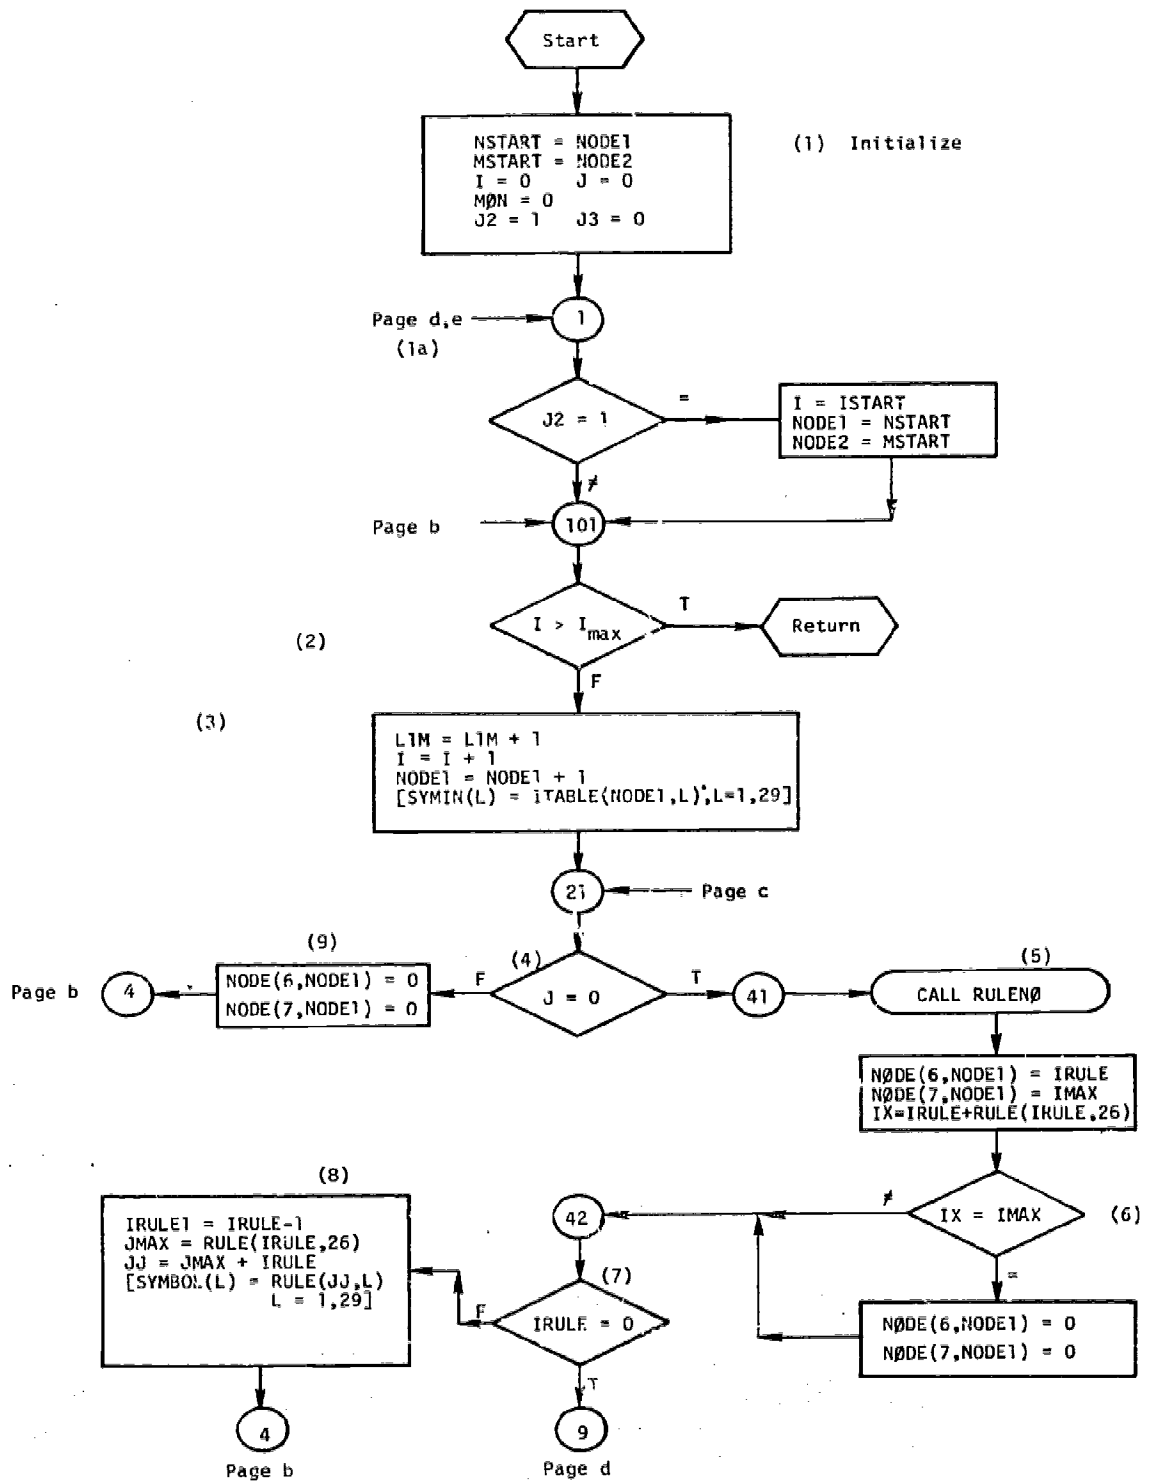 Start
NSTART = NODE1
MSTART = NODE2
I = 0 J = 0
MØN = 0
J2 = 1 J3 = 0
(1) Initialize
Page d,e
(1a)
1
J2 = 1
=
≠
I = ISTART
NODE1 = NSTART
NODE2 = MSTART
Page b
101
(2)
I > Imax
T
F
Return
(3)
L1M = L1M + 1
I = I + 1
NODE1 = NODE1 + 1
[SYMIN(L) = ITABLE(NODE1,L),L=1,29]
21
Page c
(9)
(4)
(5)
Page b
4
NODE(6,NODE1) = 0
NODE(7,NODE1) = 0
F
J = 0
T
41
CALL RULENØ
NØDE(6,NODE1) = IRULE
NØDE(7,NODE1) = IMAX
IX=IRULE+RULE(IRULE,26)
(8)
IRULE1 = IRULE-1
JMAX = RULE(IRULE,26)
JJ = JMAX + IRULE
[SYMBOL(L) = RULE(JJ,L)
L = 1,29]
42
≠
IX = IMAX
(6)
=
(7)
F
IRULE = 0
T
NØDE(6,NODE1) = 0
NØDE(7,NODE1) = 0
4
9
Page b
Page d